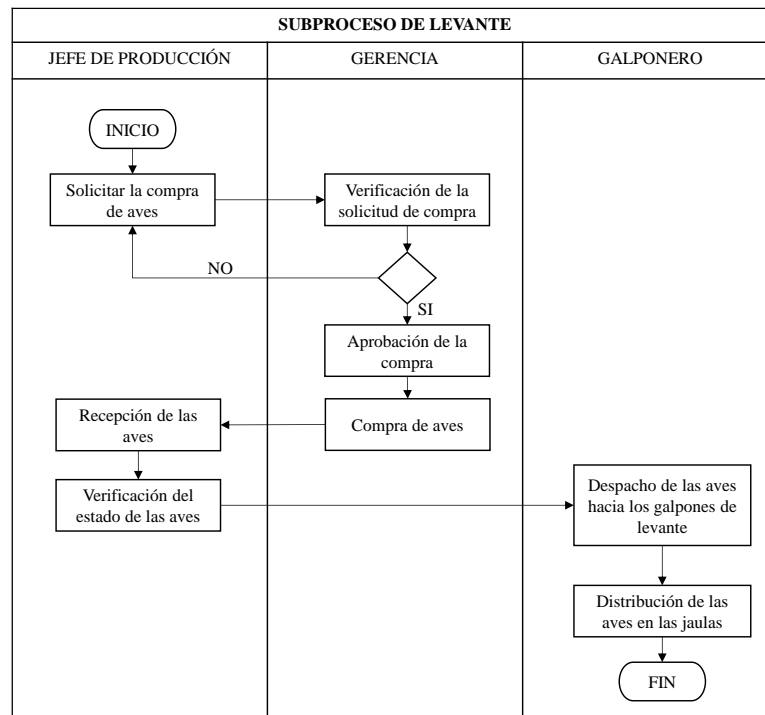 SUBPROCESO DE LEVANTE
JEFE DE PRODUCCIÓN
GERENCIA
GALPONERO
INICIO
Solicitar la compra
de aves
Verificación de la
solicitud de compra
NO
SI
Aprobación de la
compra
Compra de aves
Recepción de las
aves
Verificación del
estado de las aves
Despacho de las aves
hacia los galpones de
levante
Distribución de las
aves en las jaulas
FIN